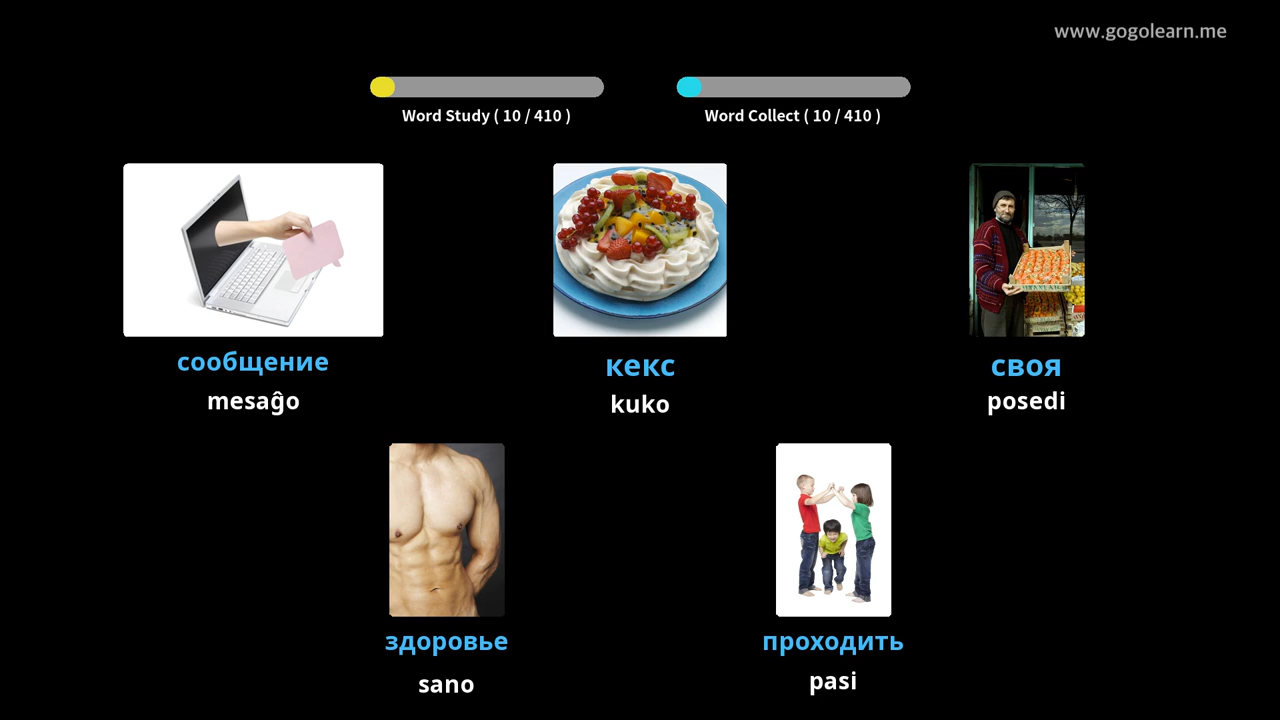 www.gogolearn.me
Word Study ( 10 / 410 )
Word Collect ( 10 / 410 )
сообщение
mesaĝo
кекс
kuko
своя
posedi
здоровье
sano
проходить
pasi